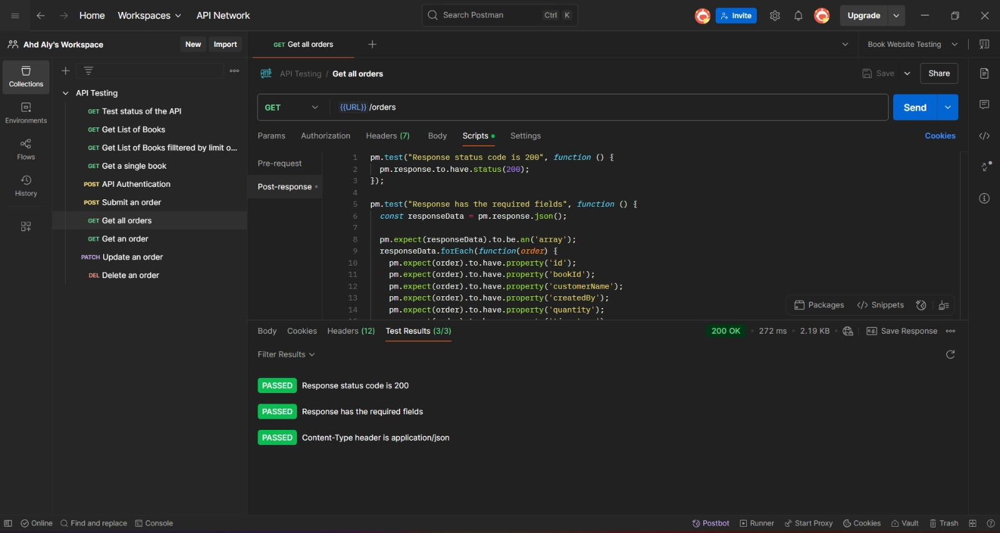 Home Workspaces API Network Search Postman Ctrl K Invite Upgrade
Ahd Aly's Workspace New Import GET Get all orders Book Website Testing
Collections
Environments
Flows
History
API Testing
GET Test status of the API
GET Get List of Books
GET Get List of Books filltered by limit o...
GET Get a single book
POST API Authentication
POST Submit an order
GET Get all orders
GET Get an order
PATCH Update an order
DEL Delete an order
HTTP API Testing / Get all orders Save Share
GET {{URL}} /orders Send
Params Authorization Headers (7) Body Scripts Settings Cookies
Pre-request
Post-response
1 pm.test("Response status code is 200", function () {
2 pm.response.to.have.status(200);
3 });
4
5 pm.test("Response has the required fields", function () {
6 const responseData = pm.response.json();
7
8 pm.expect(responseData).to.be.an('array');
9 responseData.forEach(function(order) {
10 pm.expect(order).to.have.property('id');
11 pm.expect(order).to.have.property('bookId');
12 pm.expect(order).to.have.property('customerName');
13 pm.expect(order).to.have.property('createdBy');
14 pm.expect(order).to.have.property('quantity');
Packages </> Snippets
Body Cookies Headers (12) Test Results (3/3) 200 OK 272 ms 2.19 KB e.g. Save Response
Filter Results
PASSED Response status code is 200
PASSED Response has the required fields
PASSED Content-Type header is application/json
Online Find and replace Console Postbot Runner Start Proxy Cookies Vault Trash